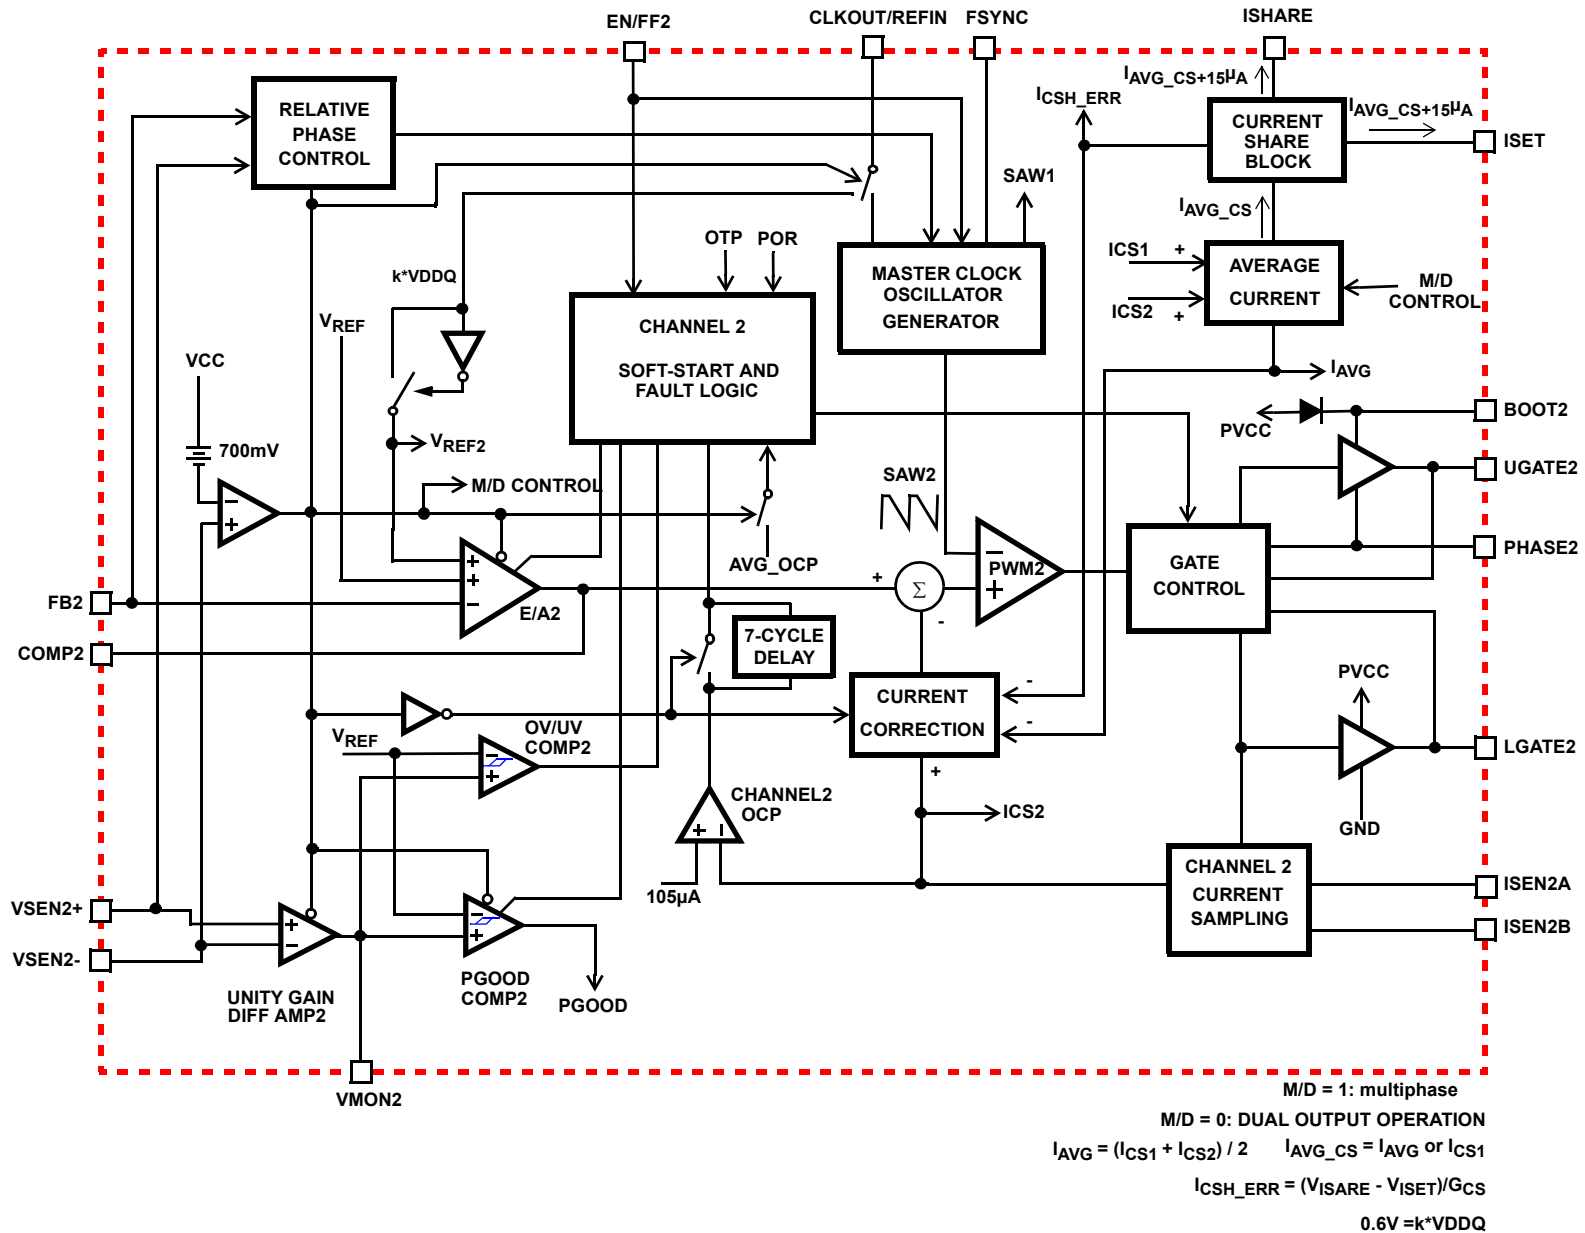 EN/FF2
CLKOUT/REFIN
FSYNC
ISHARE
RELATIVE
PHASE
CONTROL
ICSH_ERR
IAVG_CS+15µA
IAVG_CS+15µA
CURRENT
SHARE
BLOCK
ISET
SAW1
IAVG_CS
OTP
POR
k*VDDQ
VREF
MASTER CLOCK
OSCILLATOR
GENERATOR
ICS1
+
ICS2
+
AVERAGE
CURRENT
M/D
CONTROL
CHANNEL 2
SOFT-START AND
FAULT LOGIC
VCC
700mV
VREF2
IAVG
PVCC
BOOT2
M/D CONTROL
SAW2
UGATE2
−
+
AVG_OCP
+
+
−
E/A2
+
Σ
-
−
PWM2
+
GATE
CONTROL
PHASE2
FB2
COMP2
7-CYCLE
DELAY
CURRENT
CORRECTION
-
-
+
PVCC
VREF
OV/UV
COMP2
−
+
LGATE2
CHANNEL2
OCP
+
−
ICS2
GND
105µA
CHANNEL 2
CURRENT
SAMPLING
ISEN2A
ISEN2B
VSEN2+
VSEN2-
+
−
−
+
UNITY GAIN
DIFF AMP2
PGOOD
COMP2
PGOOD
VMON2
M/D = 1: multiphase
M/D = 0: DUAL OUTPUT OPERATION
IAVG = (ICS1 + ICS2) / 2 IAVG_CS = IAVG or ICS1
ICSH_ERR = (VISARE - VISET)/GCS
0.6V =k*VDDQ